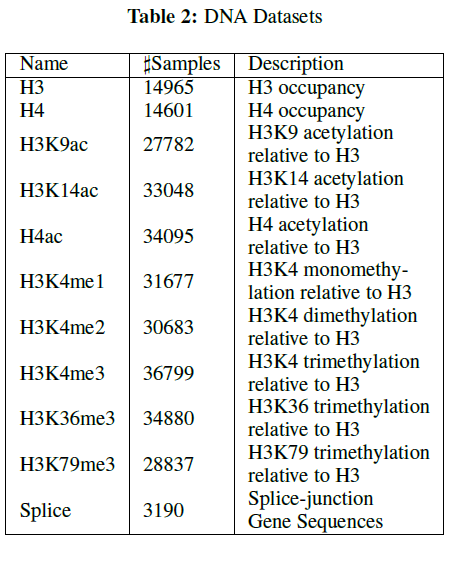 Table 2: DNA Datasets
Name ♯Samples Description
H3 14965 H3 occupancy
H4 14601 H4 occupancy
H3K9ac 27782 H3K9 acetylation
relative to H3
H3K14ac 33048 H3K14 acetylation
relative to H3
H4ac 34095 H4 acetylation
relative to H3
H3K4me1 31677 H3K4 monomethy-
lation relative to H3
H3K4me2 30683 H3K4 dimethylation
relative to H3
H3K4me3 36799 H3K4 trimethylation
relative to H3
H3K36me3 34880 H3K36 trimethylation
relative to H3
H3K79me3 28837 H3K79 trimethylation
relative to H3
Splice 3190 Splice-junction
Gene Sequences